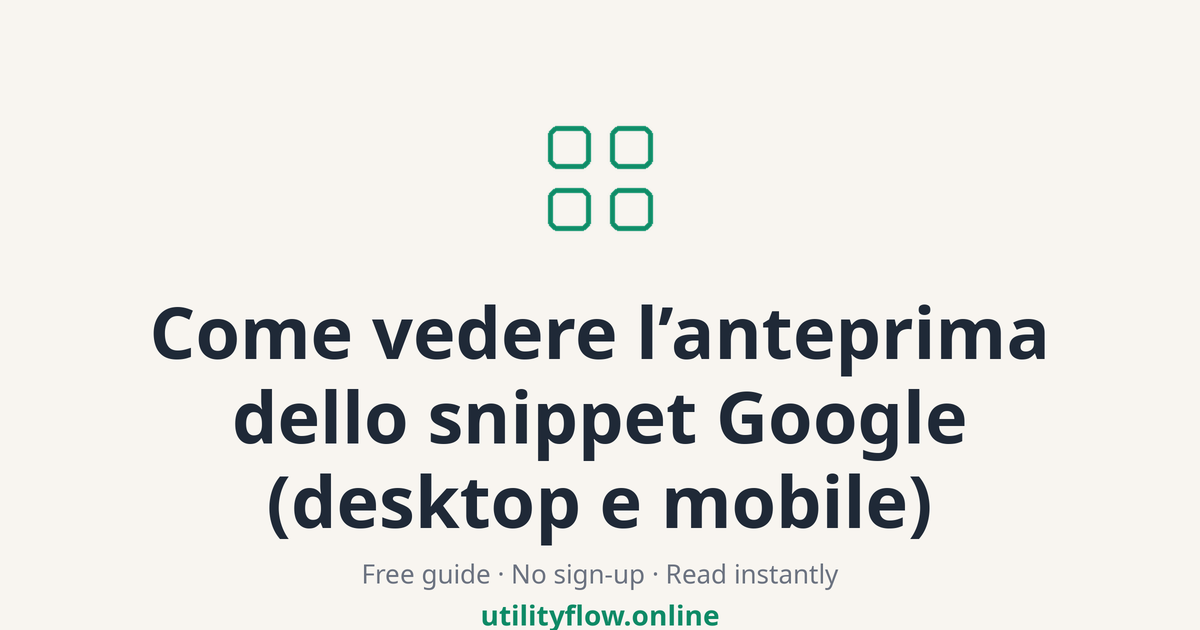 Come vedere l’anteprima
dello snippet Google
(desktop e mobile)
Free guide · No sign-up · Read instantly
utilityflow.online